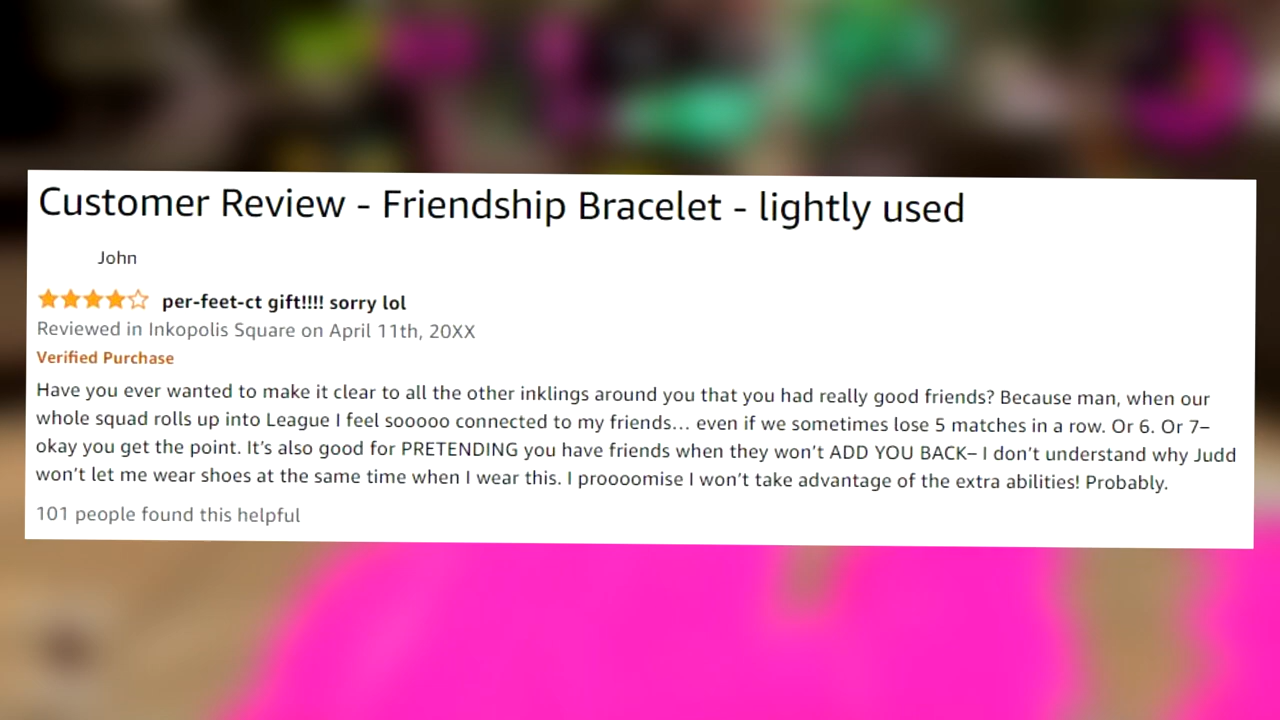 Customer Review - Friendship Bracelet - lightly used
John
per-feet-ct gift!!!! sorry lol
Reviewed in Inkopolis Square on April 11th, 20XX
Verified Purchase
Have you ever wanted to make it clear to all the other inklings around you that you had really good friends? Because man, when our
whole squad rolls up into League I feel sooooo connected to my friends… even if we sometimes lose 5 matches in a row. Or 6. Or 7–
okay you get the point. It’s also good for PRETENDING you have friends when they won’t ADD YOU BACK– I don’t understand why Judd
won’t let me wear shoes at the same time when I wear this. I proooomise I won’t take advantage of the extra abilities! Probably.
101 people found this helpful